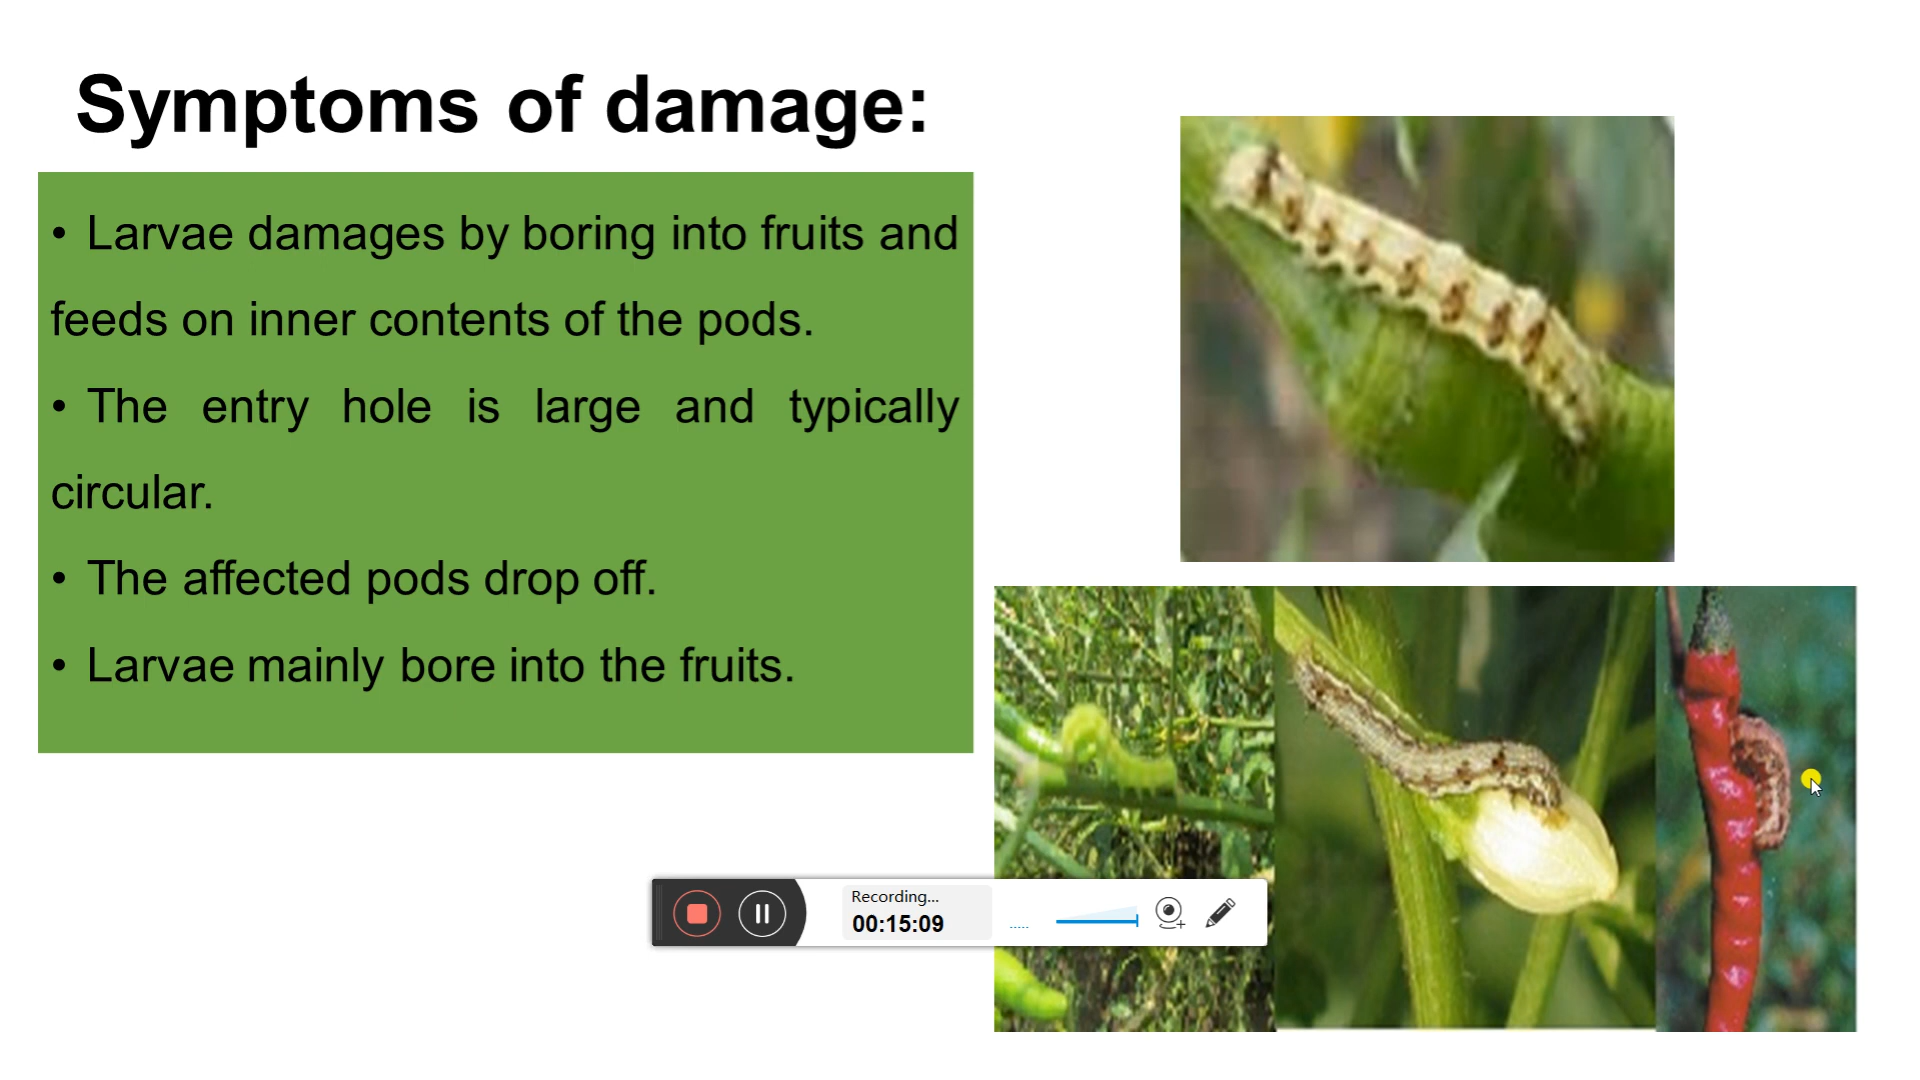 Symptoms of damage:
• Larvae damages by boring into fruits and
feeds on inner contents of the pods.
• The entry hole is large and typically
circular.
• The affected pods drop off.
• Larvae mainly bore into the fruits.
Recording...
00:15:09